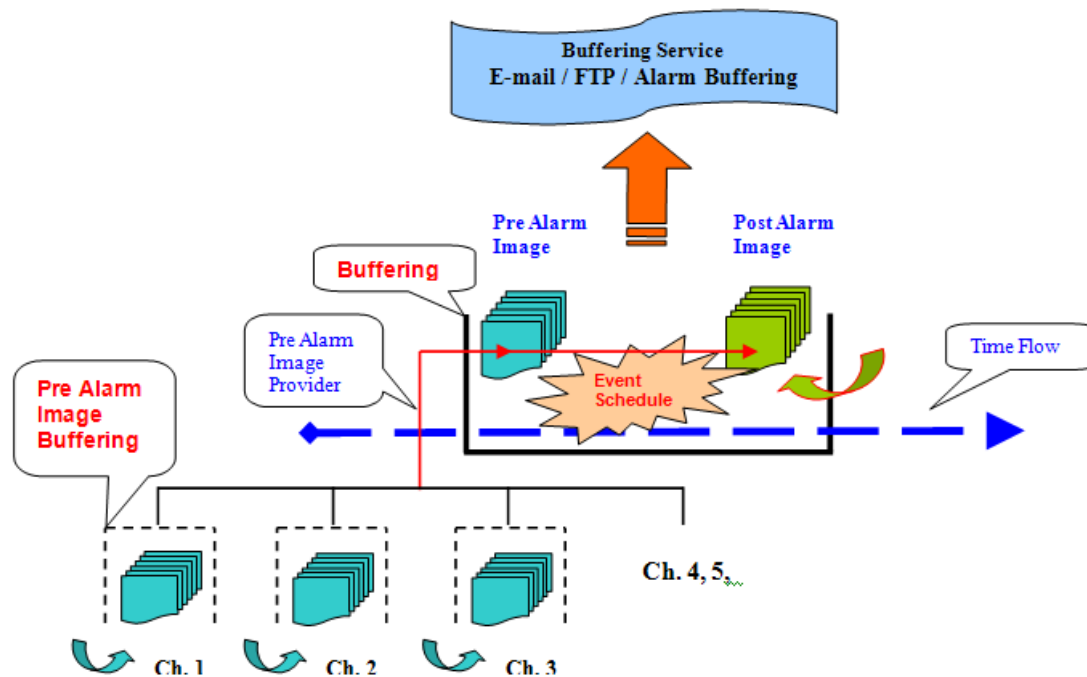 Buffering Service
E-mail / FTP / Alarm Buffering
Pre Alarm
Image
Post Alarm
Image
Buffering
Pre Alarm
Image
Provider
Time Flow
Event
Schedule
Pre Alarm
Image
Buffering
Ch. 4, 5,
Ch. 1
Ch. 2
Ch. 3